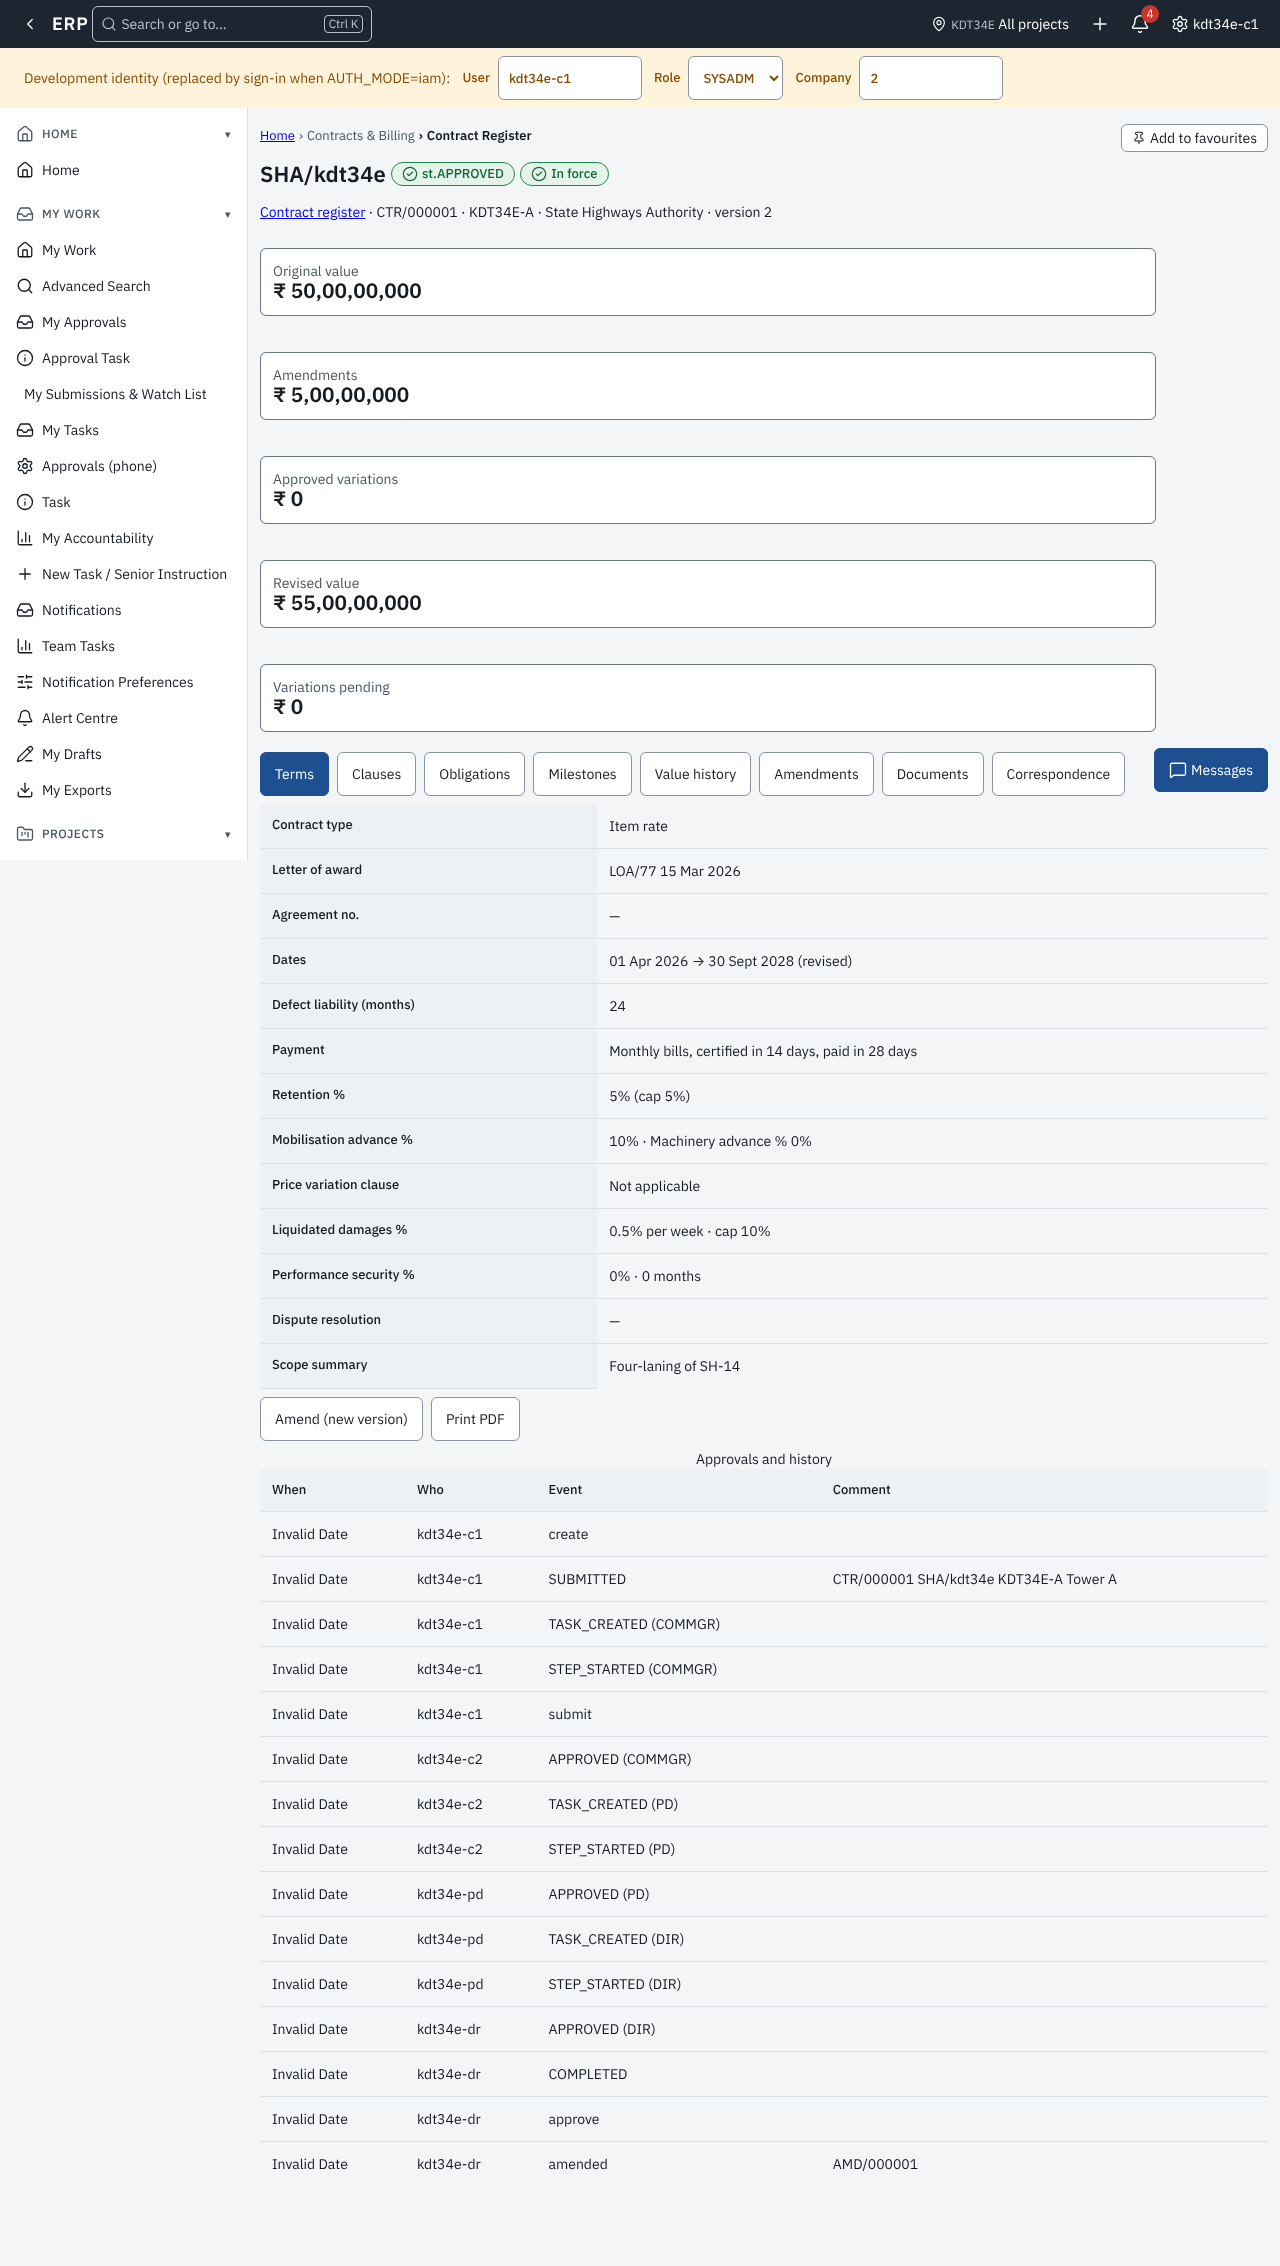 ERP Search or go to... Ctrl K KDT34E All projects 4 kdt34e-c1
Development identity (replaced by sign-in when AUTH_MODE=iam): User kdt34e-c1 Role SYSADM Company 2
HOME
Home
MY WORK
My Work
Advanced Search
My Approvals
Approval Task
My Submissions & Watch List
My Tasks
Approvals (phone)
Task
My Accountability
New Task / Senior Instruction
Notifications
Team Tasks
Notification Preferences
Alert Centre
My Drafts
My Exports
PROJECTS
Home › Contracts & Billing › Contract Register
Add to favourites
SHA/kdt34e st.APPROVED In force
Contract register · CTR/000001 · KDT34E-A · State Highways Authority · version 2
Original value
₹ 50,00,00,000
Amendments
₹ 5,00,00,000
Approved variations
₹ 0
Revised value
₹ 55,00,00,000
Variations pending
₹ 0
Terms Clauses Obligations Milestones Value history Amendments Documents Correspondence
Messages
Contract type Item rate
Letter of award LOA/77 15 Mar 2026
Agreement no. —
Dates 01 Apr 2026 → 30 Sept 2028 (revised)
Defect liability (months) 24
Payment Monthly bills, certified in 14 days, paid in 28 days
Retention % 5% (cap 5%)
Mobilisation advance % 10% · Machinery advance % 0%
Price variation clause Not applicable
Liquidated damages % 0.5% per week · cap 10%
Performance security % 0% · 0 months
Dispute resolution —
Scope summary Four-laning of SH-14
Amend (new version) Print PDF
Approvals and history
When Who Event Comment
Invalid Date kdt34e-c1 create
Invalid Date kdt34e-c1 SUBMITTED CTR/000001 SHA/kdt34e KDT34E-A Tower A
Invalid Date kdt34e-c1 TASK_CREATED (COMMGR)
Invalid Date kdt34e-c1 STEP_STARTED (COMMGR)
Invalid Date kdt34e-c1 submit
Invalid Date kdt34e-c2 APPROVED (COMMGR)
Invalid Date kdt34e-c2 TASK_CREATED (PD)
Invalid Date kdt34e-c2 STEP_STARTED (PD)
Invalid Date kdt34e-pd APPROVED (PD)
Invalid Date kdt34e-pd TASK_CREATED (DIR)
Invalid Date kdt34e-pd STEP_STARTED (DIR)
Invalid Date kdt34e-dr APPROVED (DIR)
Invalid Date kdt34e-dr COMPLETED
Invalid Date kdt34e-dr approve
Invalid Date kdt34e-dr amended AMD/000001